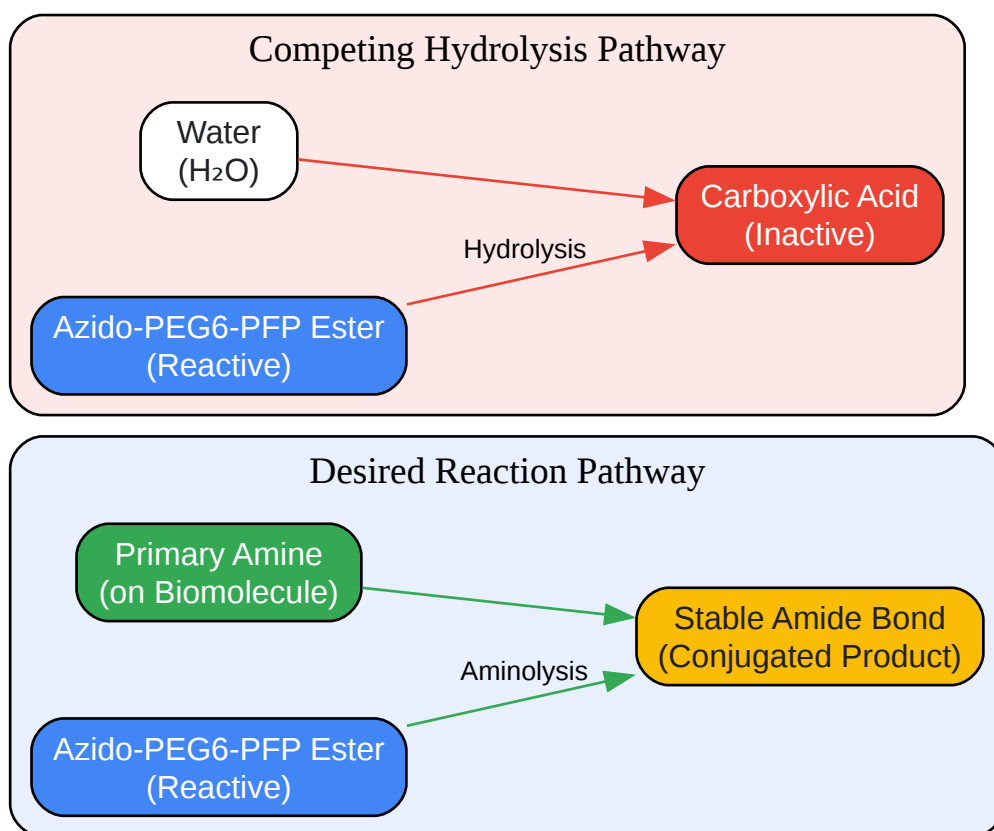 Competing Hydrolysis Pathway
Water
(H₂O)
Carboxylic Acid
(Inactive)
Hydrolysis
Azido-PEG6-PFP Ester
(Reactive)
Desired Reaction Pathway
Primary Amine
(on Biomolecule)
Stable Amide Bond
(Conjugated Product)
Aminolysis
Azido-PEG6-PFP Ester
(Reactive)